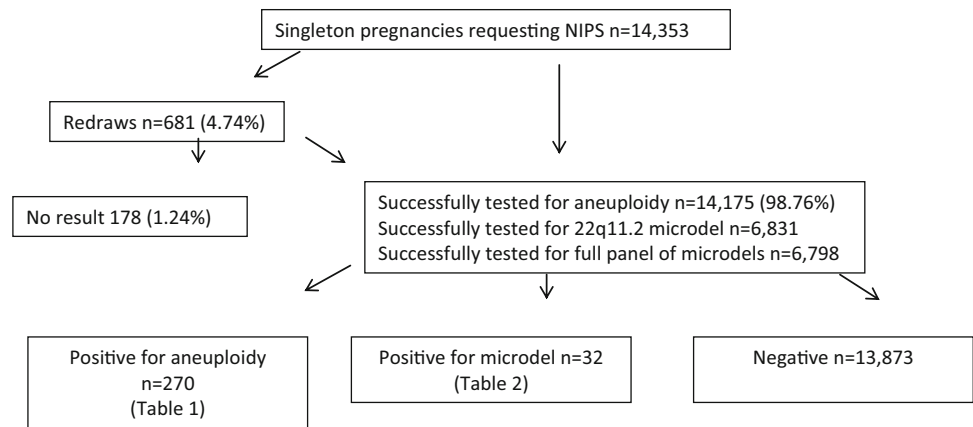 Singleton pregnancies requesting NIPS n=14,353
Redraws n=681 (4.74%)
No result 178 (1.24%)
Successfully tested for aneuploidy n=14,175 (98.76%)
Successfully tested for 22q11.2 microdel n=6,831
Successfully tested for full panel of microdels n=6,798
Positive for aneuploidy
n=270
(Table 1)
Positive for microdel n=32
(Table 2)
Negative n=13,873